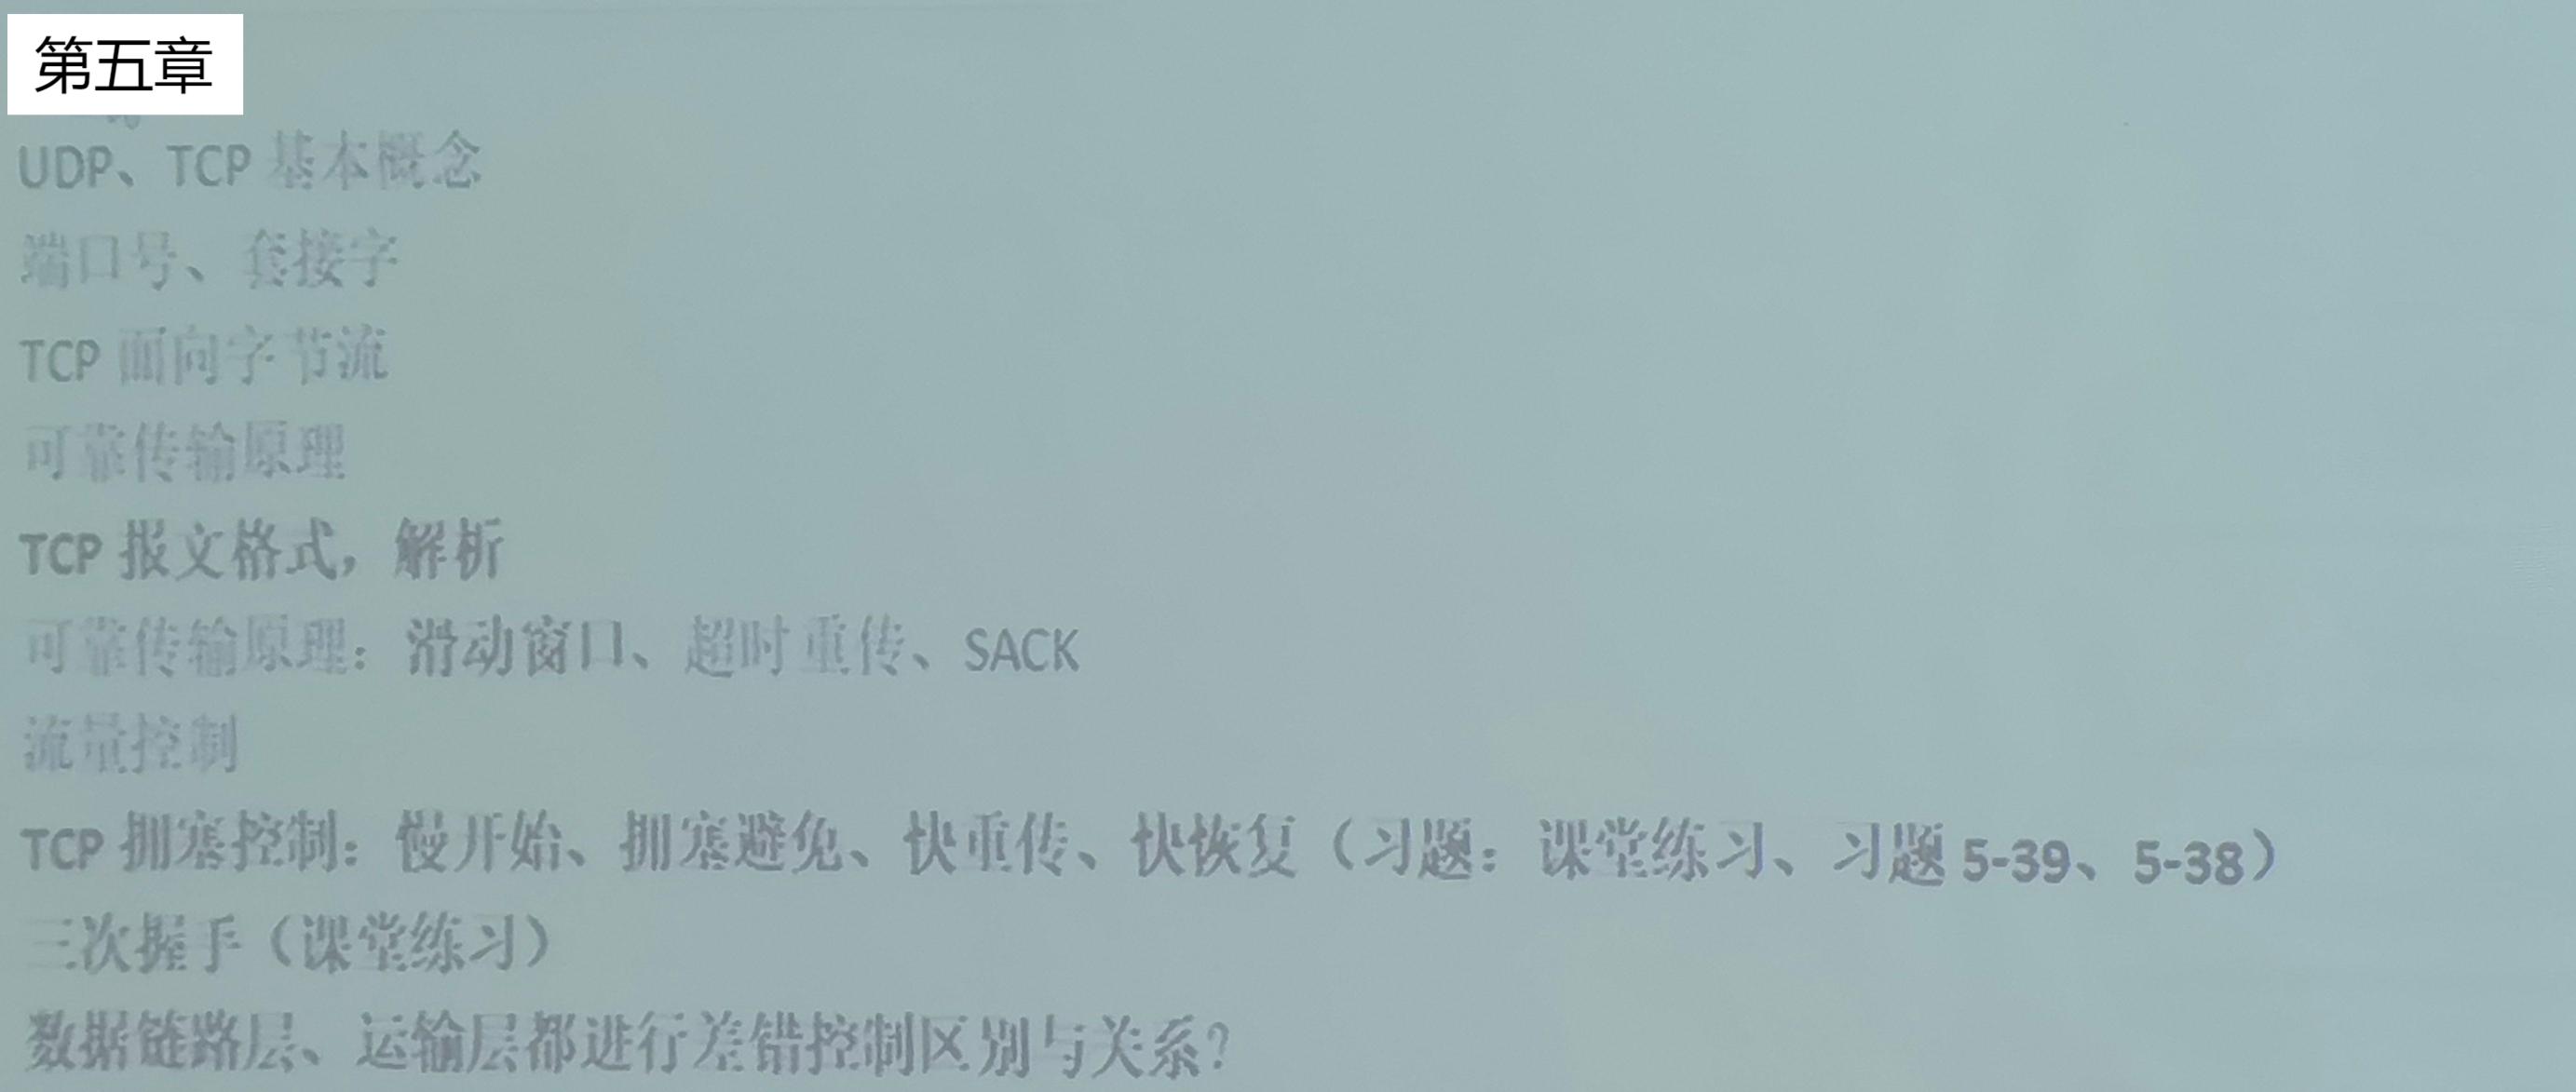 第五章
UDP、TCP 基本概念
端口号、套接字
TCP 面向字节流
可靠传输原理
TCP 报文格式，解析
可靠传输原理：滑动窗口、超时重传、SACK
流量控制
TCP 拥塞控制：慢开始、拥塞避免、快重传、快恢复（习题：课堂练习、习题 5-39、5-38）
三次握手（课堂练习）
数据链路层、运输层都进行差错控制区别与关系？